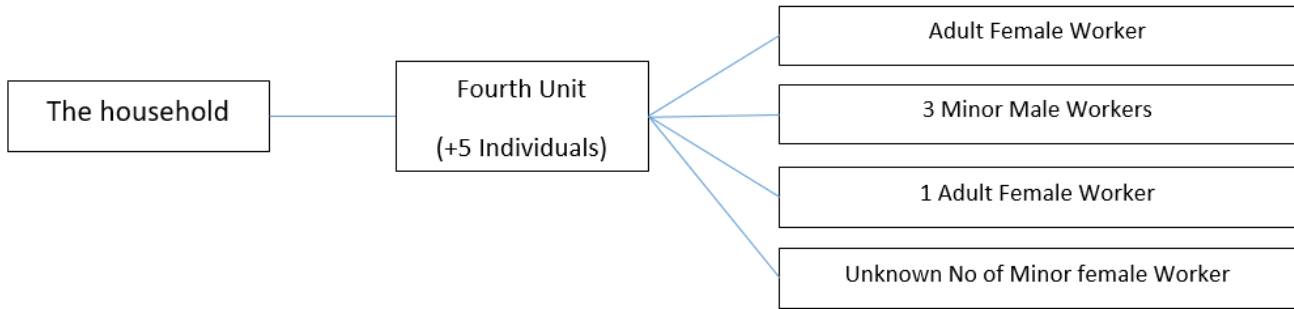 The household
Fourth Unit
(+5 Individuals)
Adult Female Worker
3 Minor Male Workers
1 Adult Female Worker
Unknown No of Minor female Worker